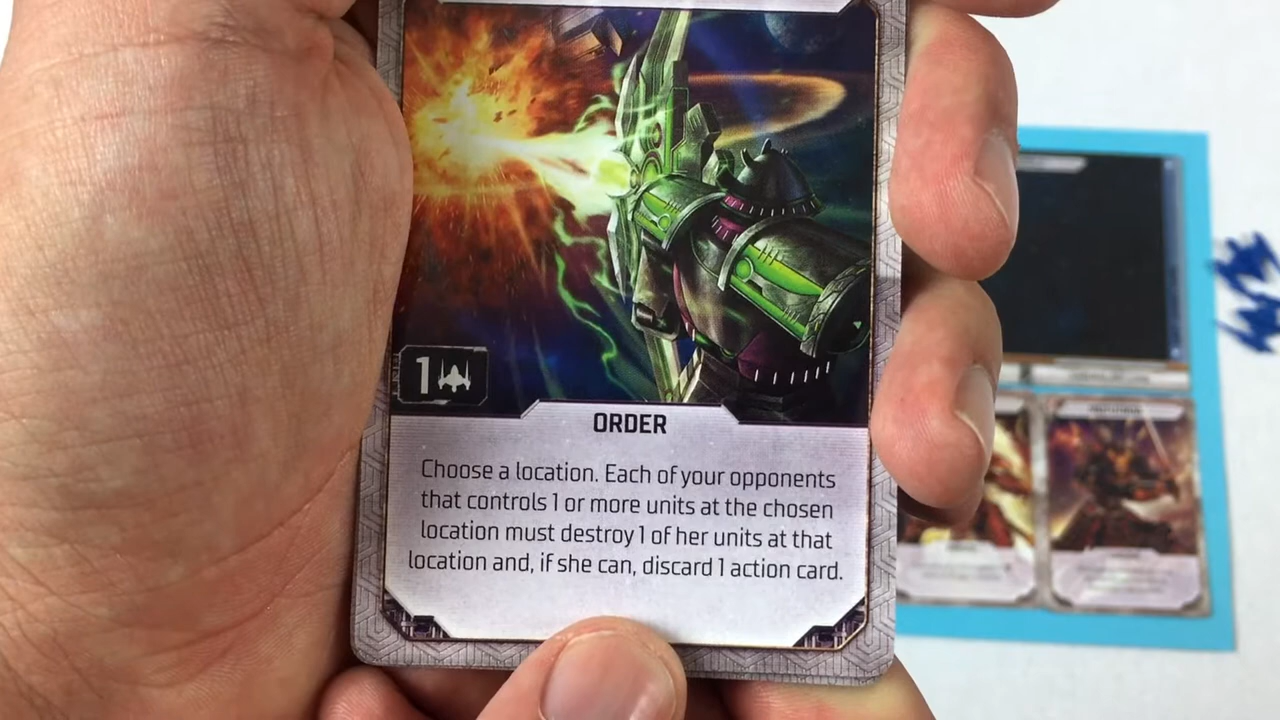 1
ORDER
Choose a location. Each of your opponents
that controls 1 or more units at the chosen
location must destroy 1 of her units at that
location and, if she can, discard 1 action card.